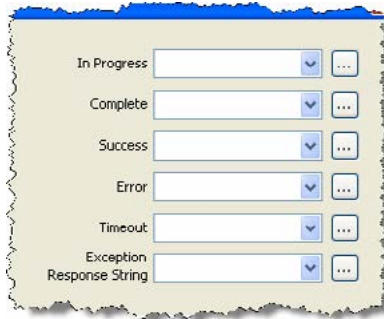 In Progress
...
Complete
...
Success
...
Error
...
Timeout
...
Exception
Response String
...